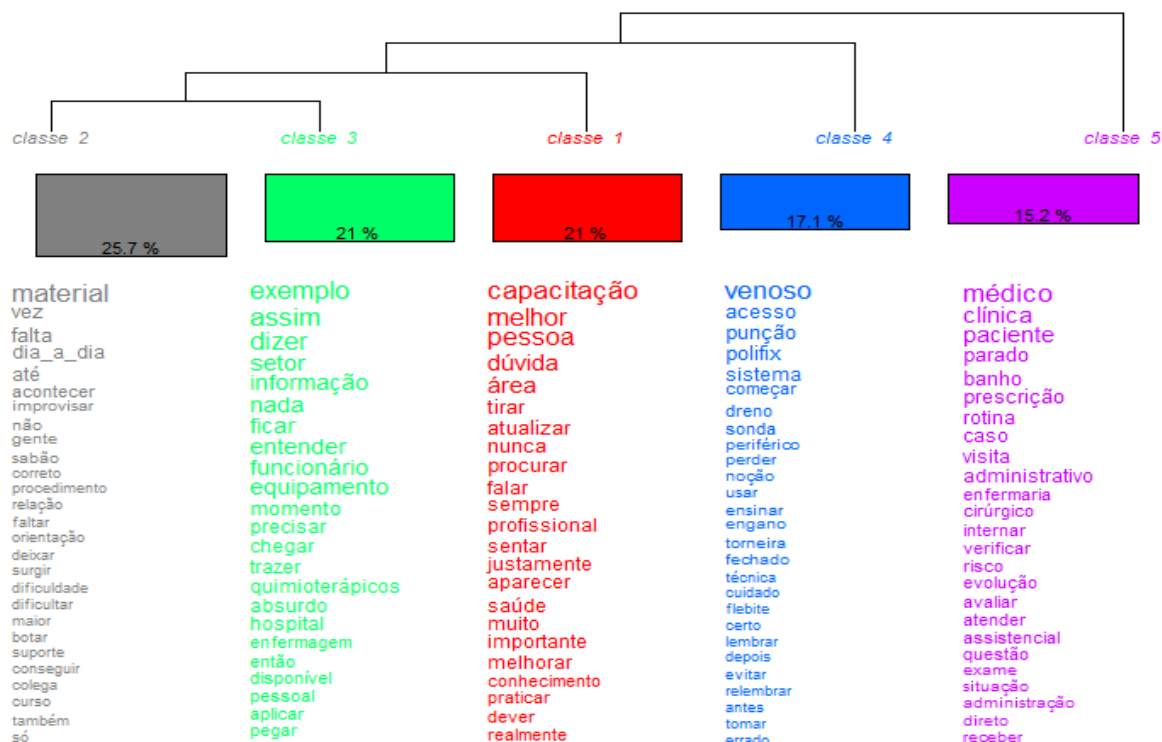 classe 2
classe 3
classe 1
classe 4
classe 5
25.7 %
21 %
21 %
17.1 %
15.2 %
material
vez
falta
dia_a_dia
até
acontecer
improvisar
não
gente
sabão
correto
procedimento
relação
faltar
orientação
deixar
surgir
dificuldade
dificultar
maior
botar
suporte
conseguir
colega
curso
também
só
exemplo
assim
dizer
setor
informação
nada
ficar
entender
funcionário
equipamento
momento
precisar
chegar
trazer
quimioterápicos
absurdo
hospital
enfermagem
então
disponível
pessoal
aplicar
pegar
capacitação
melhor
pessoa
dúvida
área
tirar
atualizar
nunca
procurar
falar
sempre
profissional
sentar
justamente
aparecer
saúde
muito
importante
melhorar
conhecimento
praticar
dever
realmente
venoso
acesso
punção
polifix
sistema
começar
dreno
sonda
periférico
perder
noção
usar
ensinar
engano
torneira
fechado
técnica
cuidado
flebite
certo
lembrar
depois
evitar
relembrar
antes
tomar
errado
médico
clínica
paciente
parado
banho
prescrição
rotina
caso
visita
administrativo
enfermaria
cirúrgico
internar
verificar
risco
evolução
avaliar
atender
assistencial
questão
exame
situação
administração
direto
receber